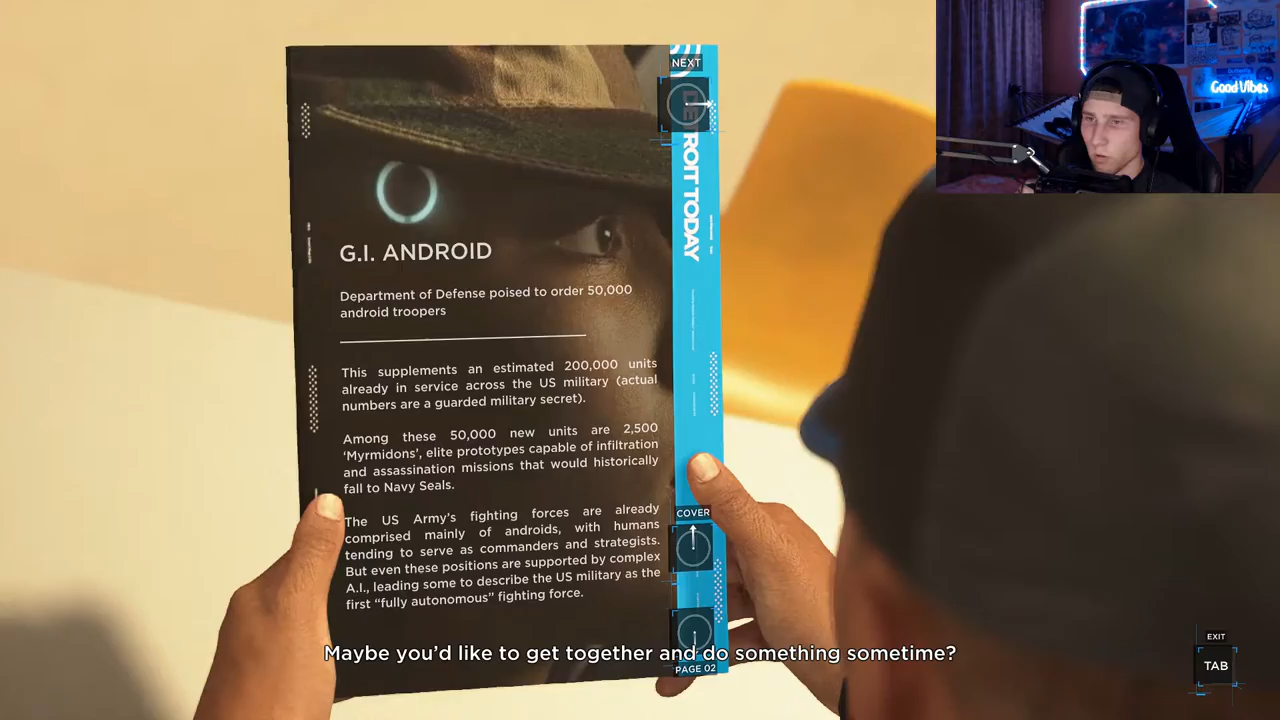 NEXT
DETROIT TODAY
Good Vibes
G.I. ANDROID
Department of Defense poised to order 50,000
android troopers
This supplements an estimated 200,000 units
already in service across the US military (actual
numbers are a guarded military secret).
Among these 50,000 new units are 2,500
‘Myrmidons’, elite prototypes capable of infiltration
and assassination missions that would historically
fall to Navy Seals.
The US Army’s fighting forces are already
comprised mainly of androids, with humans
tending to serve as commanders and strategists.
But even these positions are supported by complex
A.I., leading some to describe the US military as the
first “fully autonomous” fighting force.
COVER
PAGE 02
Maybe you’d like to get together and do something sometime?
EXIT
TAB